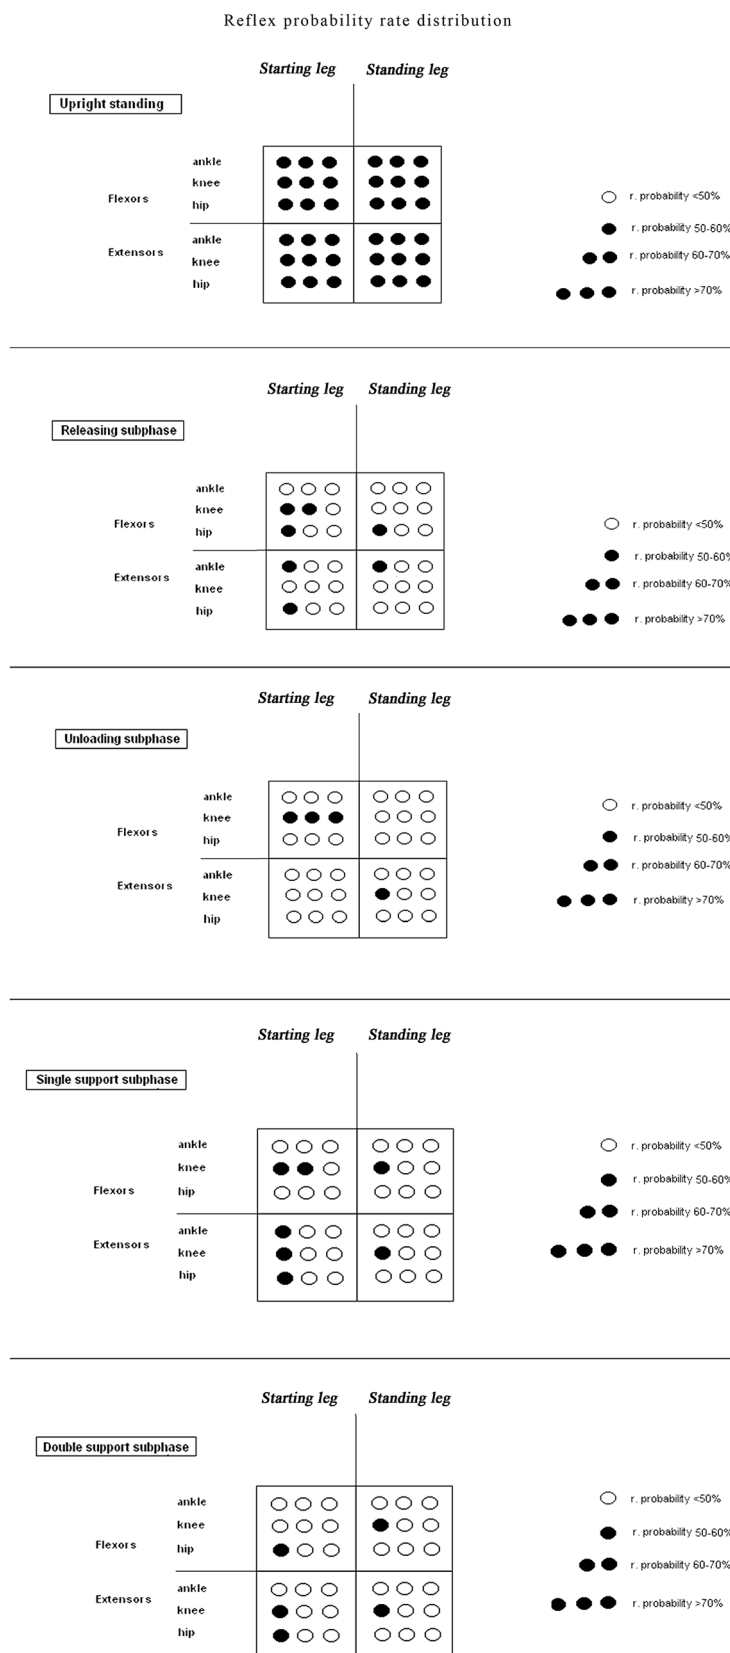 Reflex probability rate distribution
Starting leg Standing leg
Upright standing
ankle
knee
Flexors hip
r. probability <50%
ankle
r. probability 50-60%
Extensors knee
r. probability 60-70%
hip
r. probability >70%
Starting leg Standing leg
Releasing subphase
ankle
knee
Flexors hip
r. probability <50%
ankle
r. probability 50-60%
Extensors knee
r. probability 60-70%
hip
r. probability >70%
Starting leg Standing leg
Unloading subphase
ankle
knee
Flexors hip
r. probability <50%
ankle
r. probability 50-60%
Extensors knee
r. probability 60-70%
hip
r. probability >70%
Starting leg Standing leg
Single support subphase
ankle
knee
Flexors hip
r. probability <50%
ankle
r. probability 50-60%
Extensors knee
r. probability 60-70%
hip
r. probability >70%
Starting leg Standing leg
Double support subphase
ankle
knee
Flexors hip
r. probability <50%
ankle
r. probability 50-60%
Extensors knee
r. probability 60-70%
hip
r. probability >70%